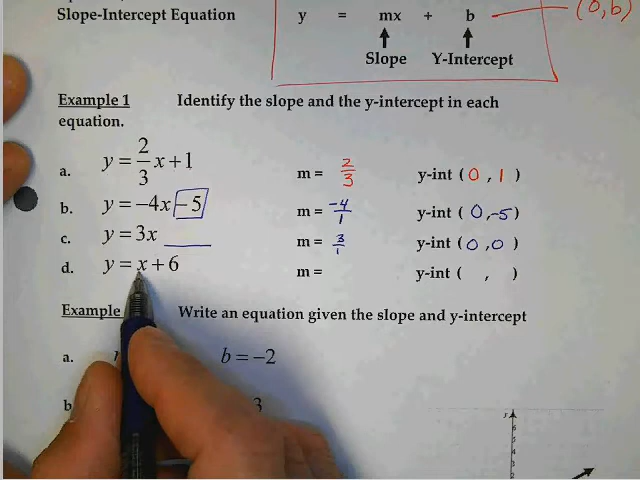 Slope-Intercept Equation y = mx + b (0,b)
Slope Y-Intercept
Example 1 Identify the slope and the y-intercept in each
equation.
a. y = 2/3 x + 1 m = 2/3 y-int ( 0 , 1 )
b. y = −4x − 5 m = -4/1 y-int ( 0,-5 )
c. y = 3x ____ m = 3/1 y-int ( 0 , 0 )
d. y = x + 6 m = y-int ( , )
Example Write an equation given the slope and y-intercept
a. b = −2
b 3